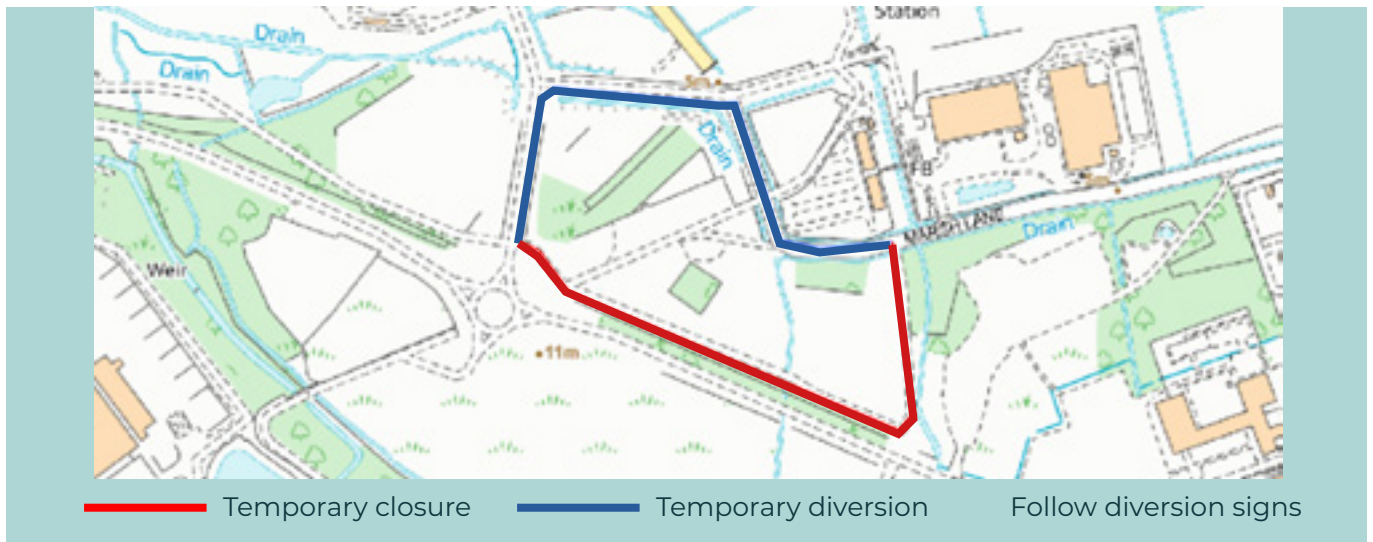 Station
Drain
Drain
5m
Drain
FB
MARSH LANE
Drain
Weir
11m
Temporary closure
Temporary diversion
Follow diversion signs